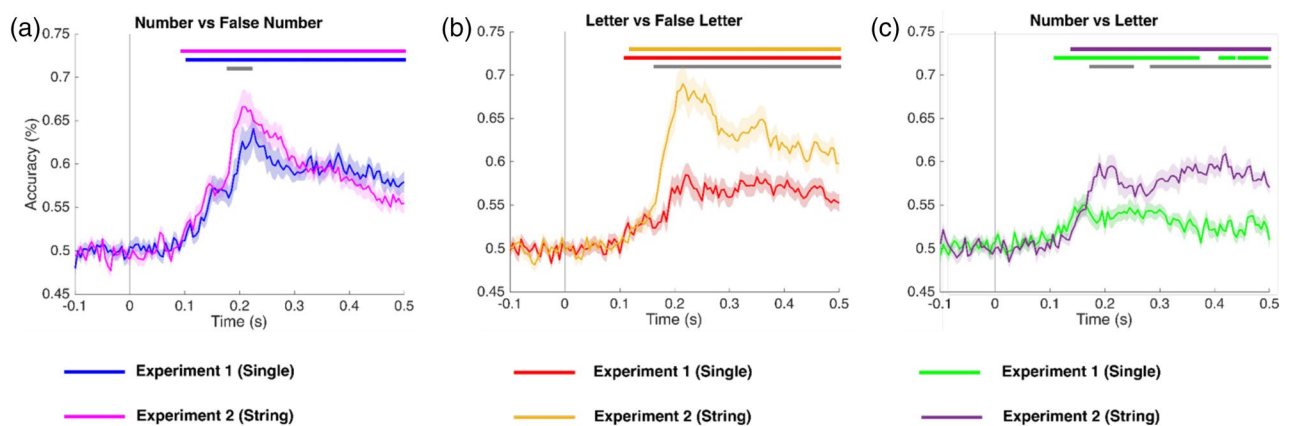 (a)
Number vs False Number
0.75
0.7
0.65
0.6
0.55
0.5
0.45
Accuracy (%)
-0.1 0 0.1 0.2 0.3 0.4 0.5
Time (s)
Experiment 1 (Single)
Experiment 2 (String)
(b)
Letter vs False Letter
0.75
0.7
0.65
0.6
0.55
0.5
0.45
-0.1 0 0.1 0.2 0.3 0.4 0.5
Time (s)
Experiment 1 (Single)
Experiment 2 (String)
(c)
Number vs Letter
0.75
0.7
0.65
0.6
0.55
0.5
0.45
-0.1 0 0.1 0.2 0.3 0.4 0.5
Time (s)
Experiment 1 (Single)
Experiment 2 (String)